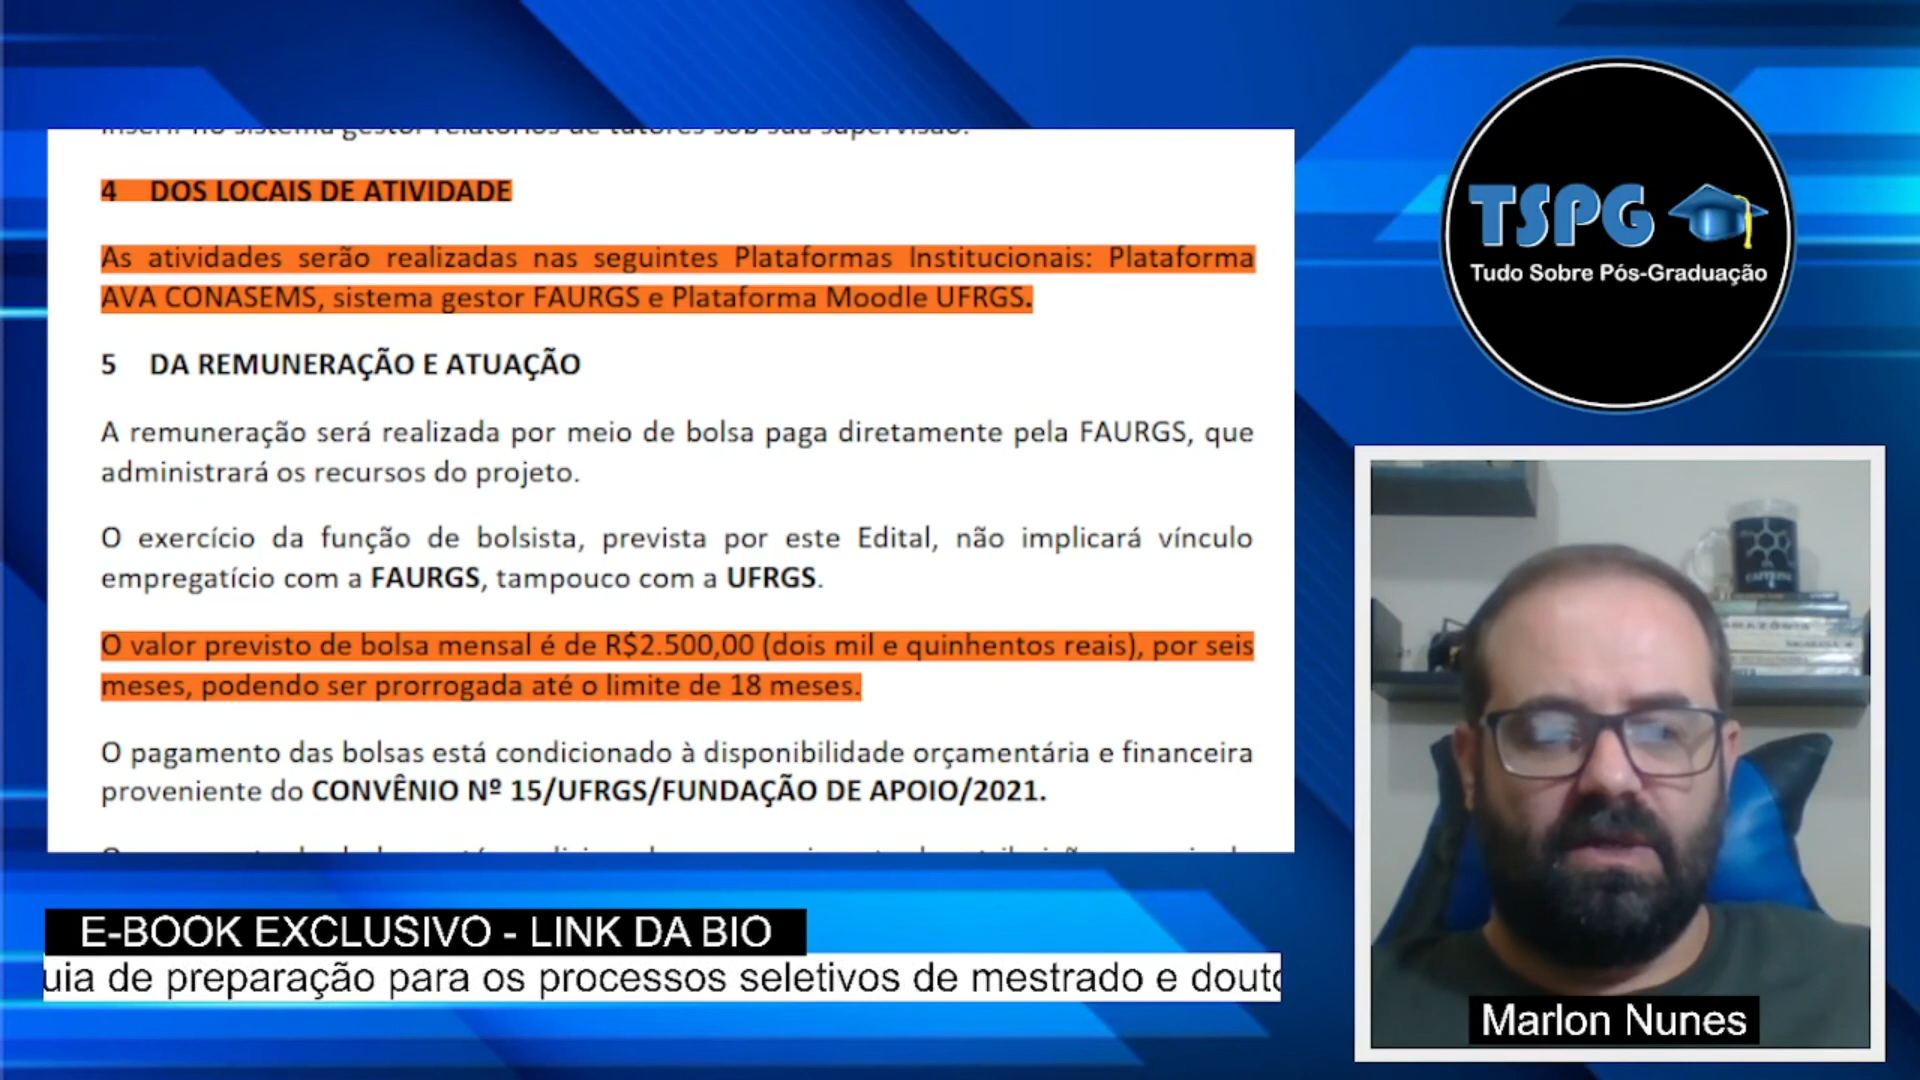 4 DOS LOCAIS DE ATIVIDADE
As atividades serão realizadas nas seguintes Plataformas Institucionais: Plataforma
AVA CONASEMS, sistema gestor FAURGS e Plataforma Moodle UFRGS.
5 DA REMUNERAÇÃO E ATUAÇÃO
A remuneração será realizada por meio de bolsa paga diretamente pela FAURGS, que
administrará os recursos do projeto.
O exercício da função de bolsista, prevista por este Edital, não implicará vínculo
empregatício com a FAURGS, tampouco com a UFRGS.
O valor previsto de bolsa mensal é de R$2.500,00 (dois mil e quinhentos reais), por seis
meses, podendo ser prorrogada até o limite de 18 meses.
O pagamento das bolsas está condicionado à disponibilidade orçamentária e financeira
proveniente do CONVÊNIO Nº 15/UFRGS/FUNDAÇÃO DE APOIO/2021.
E-BOOK EXCLUSIVO - LINK DA BIO
uia de preparação para os processos seletivos de mestrado e douto
TSPG
Tudo Sobre Pós-Graduação
CAFFEINE
AMAZÔNIA
Marlon Nunes